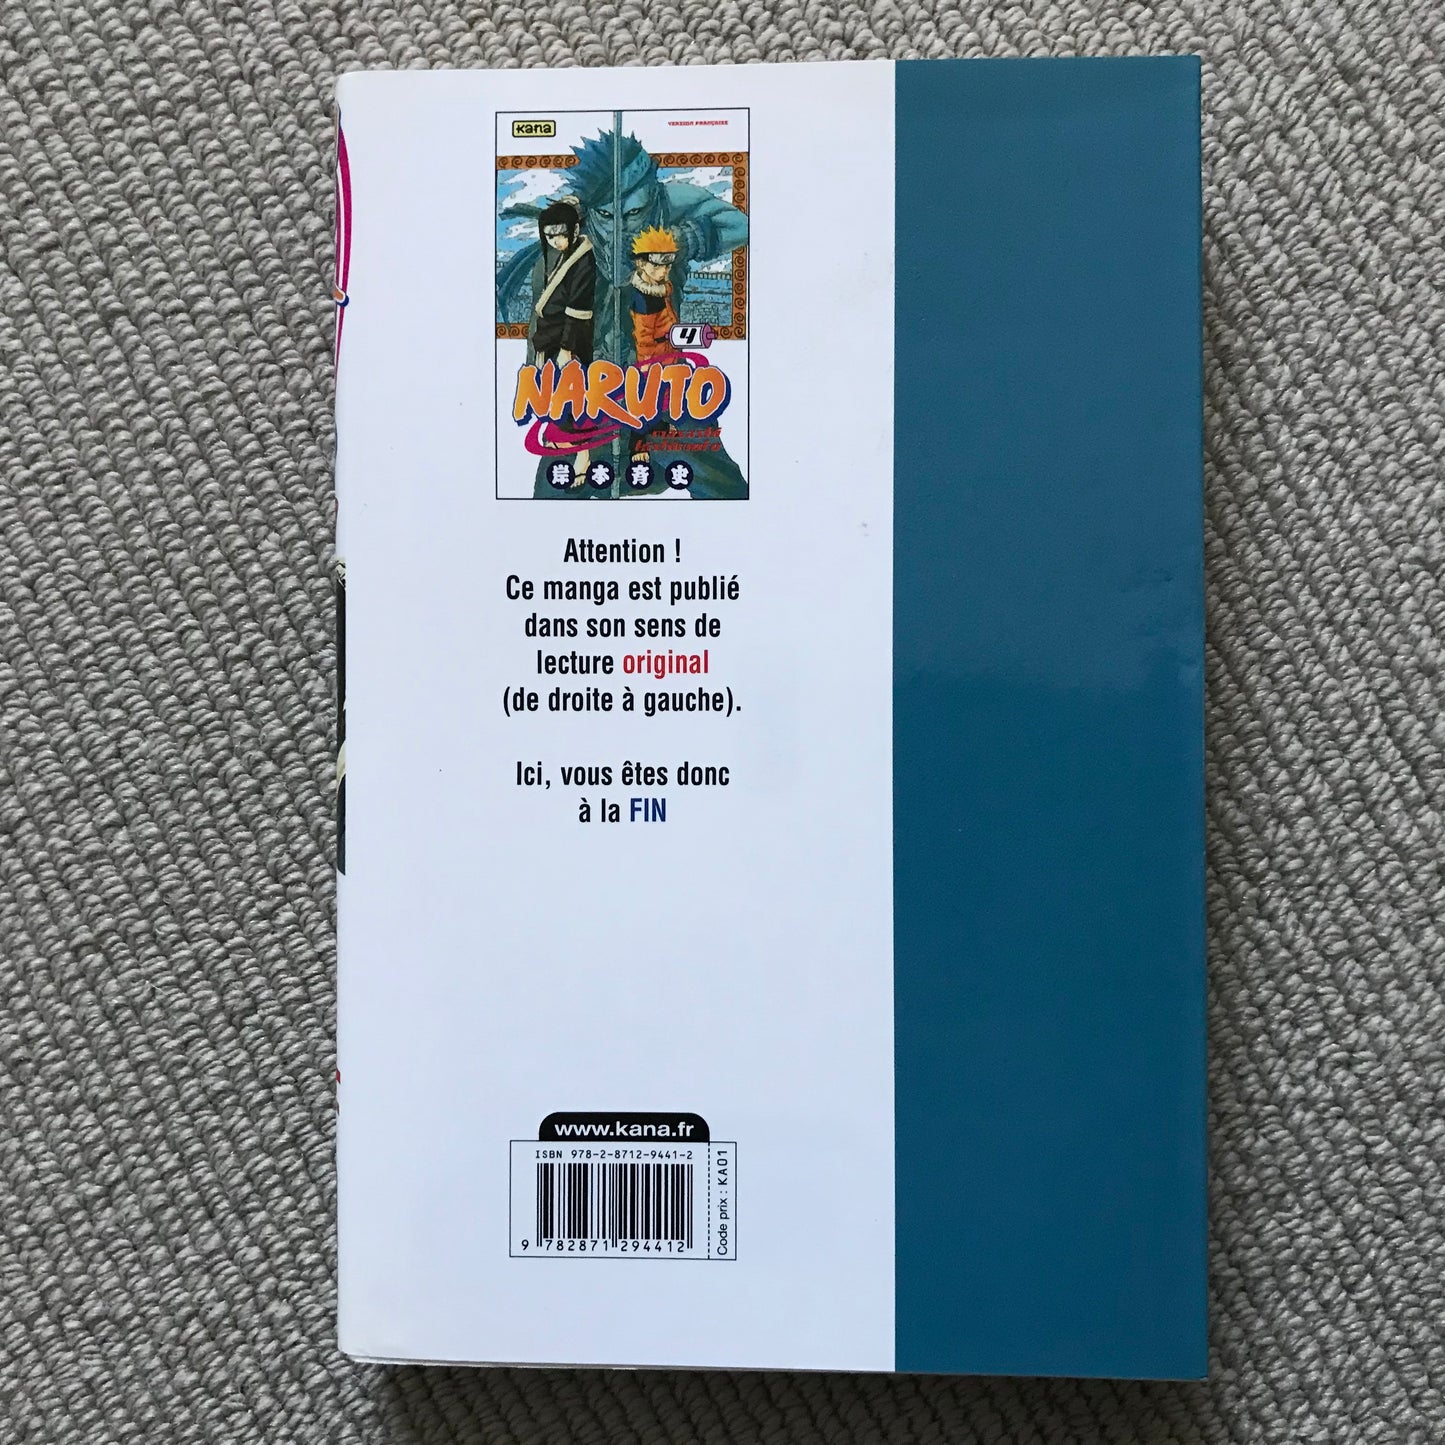 kana
VERSION FRANÇAISE
4
NARUTO
masashi
kishimoto
岸本斉史
Attention !
Ce manga est publié
dans son sens de
lecture original
(de droite à gauche).
Ici, vous êtes donc
à la FIN
www.kana.fr
ISBN 978-2-8712-9441-2
9 782871 294412
Code prix : KA01